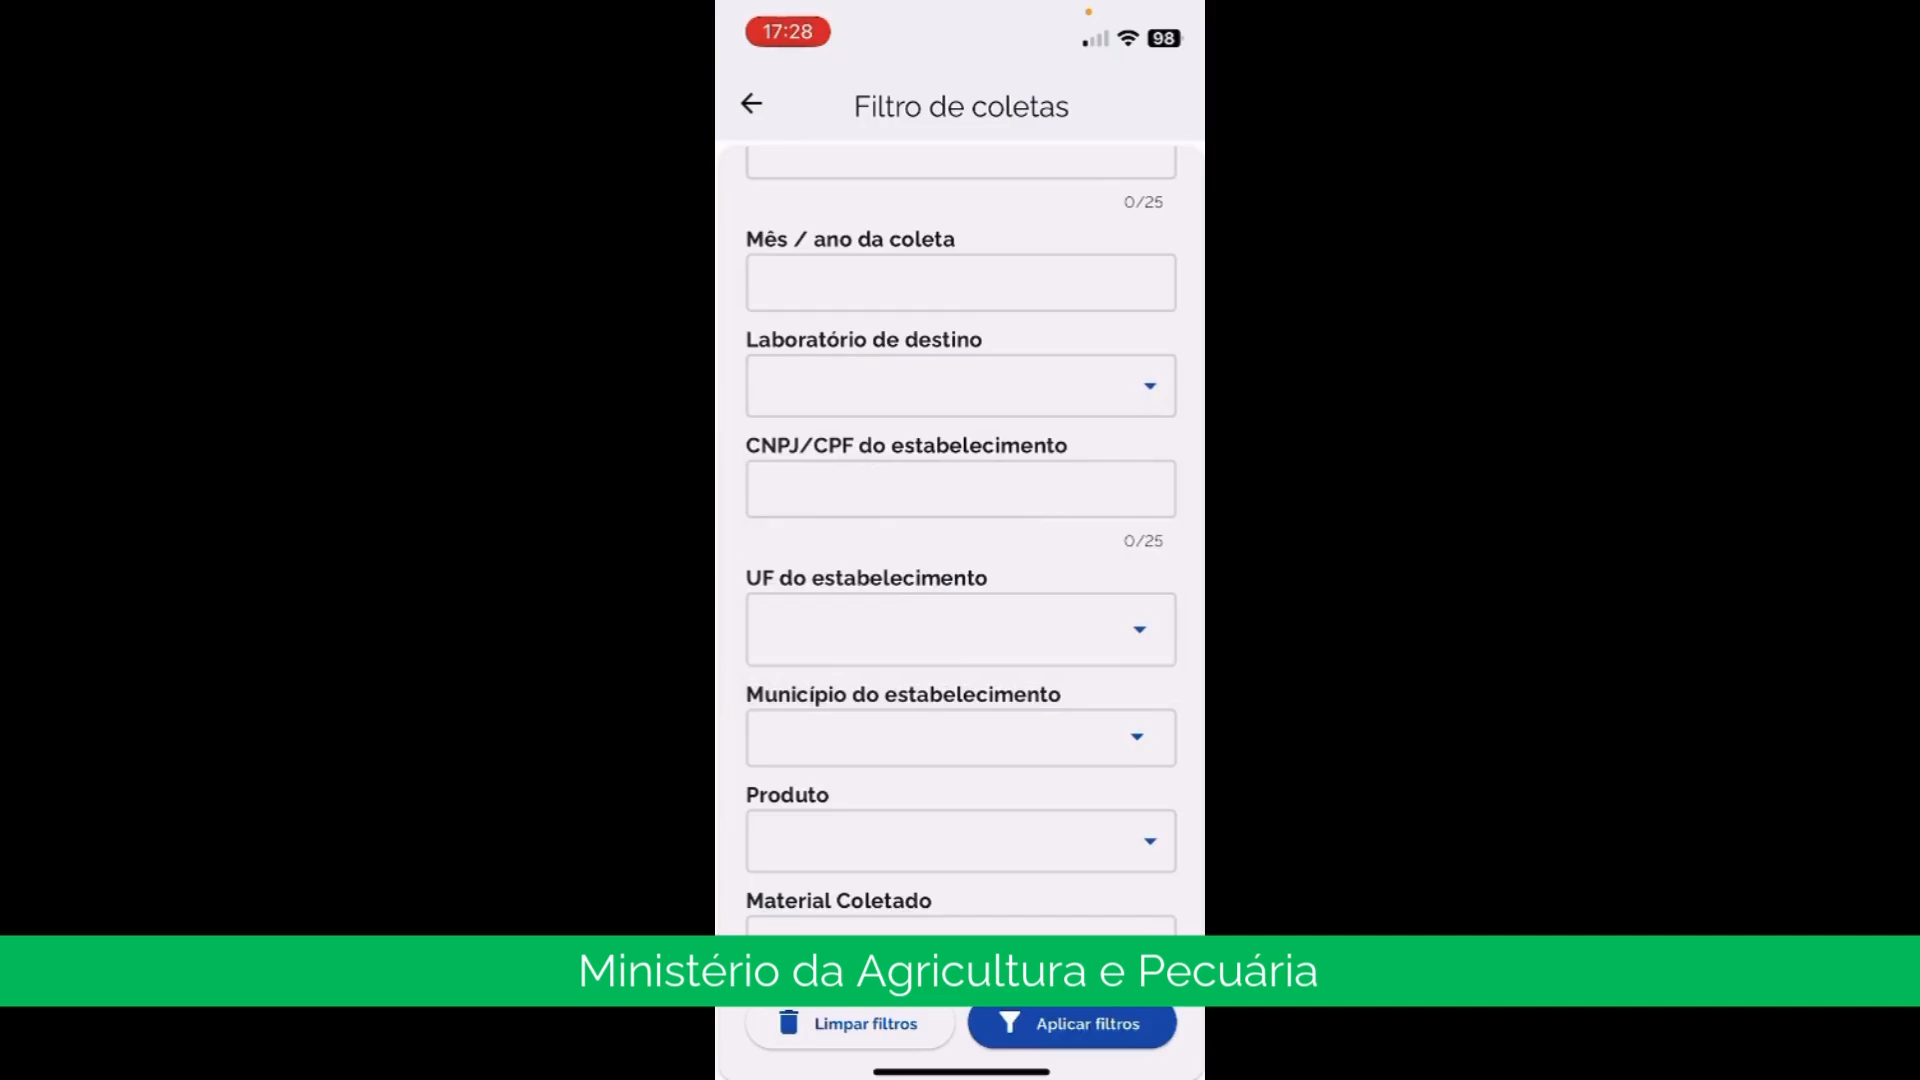 17:28
98
Filtro de coletas
0/25
Mês / ano da coleta
Laboratório de destino
CNPJ/CPF do estabelecimento
0/25
UF do estabelecimento
Município do estabelecimento
Produto
Material Coletado
Ministério da Agricultura e Pecuária
Limpar filtros
Aplicar filtros